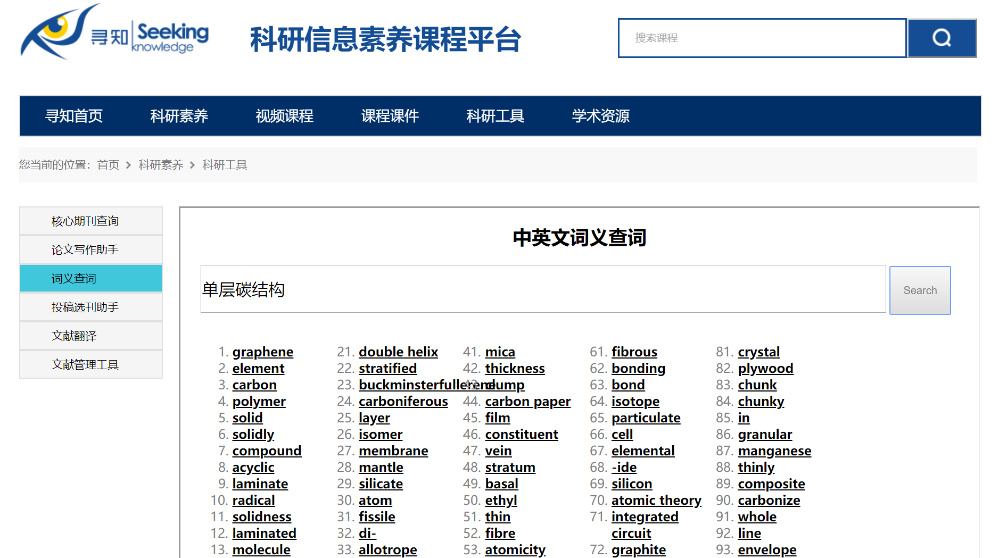 寻知 Seeking
knowledge
科研信息素养课程平台
搜索课程
寻知首页 科研素养 视频课程 课程课件 科研工具 学术资源
您当前的位置：首页 > 科研素养 > 科研工具
核心期刊查询
论文写作助手
词义查词
投稿选刊助手
文献翻译
文献管理工具
中英文词义查词
单层碳结构
Search
1. graphene
2. element
3. carbon
4. polymer
5. solid
6. solidly
7. compound
8. acyclic
9. laminate
10. radical
11. solidness
12. laminated
13. molecule
21. double helix
22. stratified
23. buckminsterfullerene
24. carboniferous
25. layer
26. isomer
27. membrane
28. mantle
29. silicate
30. atom
31. fissile
32. di-
33. allotrope
41. mica
42. thickness
43. clump
44. carbon paper
45. film
46. constituent
47. vein
48. stratum
49. basal
50. ethyl
51. thin
52. fibre
53. atomicity
61. fibrous
62. bonding
63. bond
64. isotope
65. particulate
66. cell
67. elemental
68. -ide
69. silicon
70. atomic theory
71. integrated
circuit
72. graphite
81. crystal
82. plywood
83. chunk
84. chunky
85. in
86. granular
87. manganese
88. thinly
89. composite
90. carbonize
91. whole
92. line
93. envelope